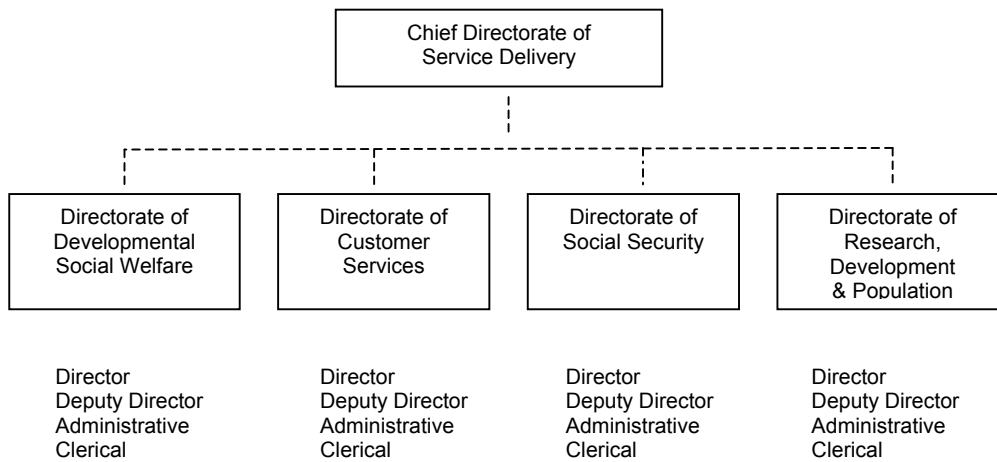 Chief Directorate of
Service Delivery
Directorate of
Developmental
Social Welfare
Directorate of
Customer
Services
Directorate of
Social Security
Directorate of
Research,
Development
& Population
Director
Deputy Director
Administrative
Clerical
Director
Deputy Director
Administrative
Clerical
Director
Deputy Director
Administrative
Clerical
Director
Deputy Director
Administrative
Clerical